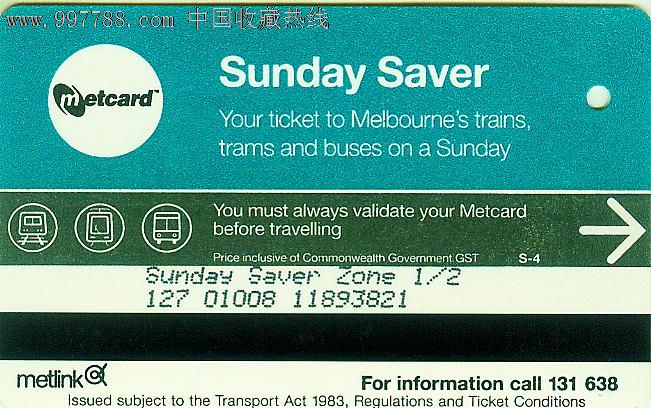 www.997788.com 中国收藏热线
metcard™
Sunday Saver
Your ticket to Melbourne's trains,
trams and buses on a Sunday
You must always validate your Metcard
before travelling
Price inclusive of Commonwealth Government GST
S-4
Sunday Saver Zone 1/2
127 01008 11893821
metlink
For information call 131 638
Issued subject to the Transport Act 1983, Regulations and Ticket Conditions